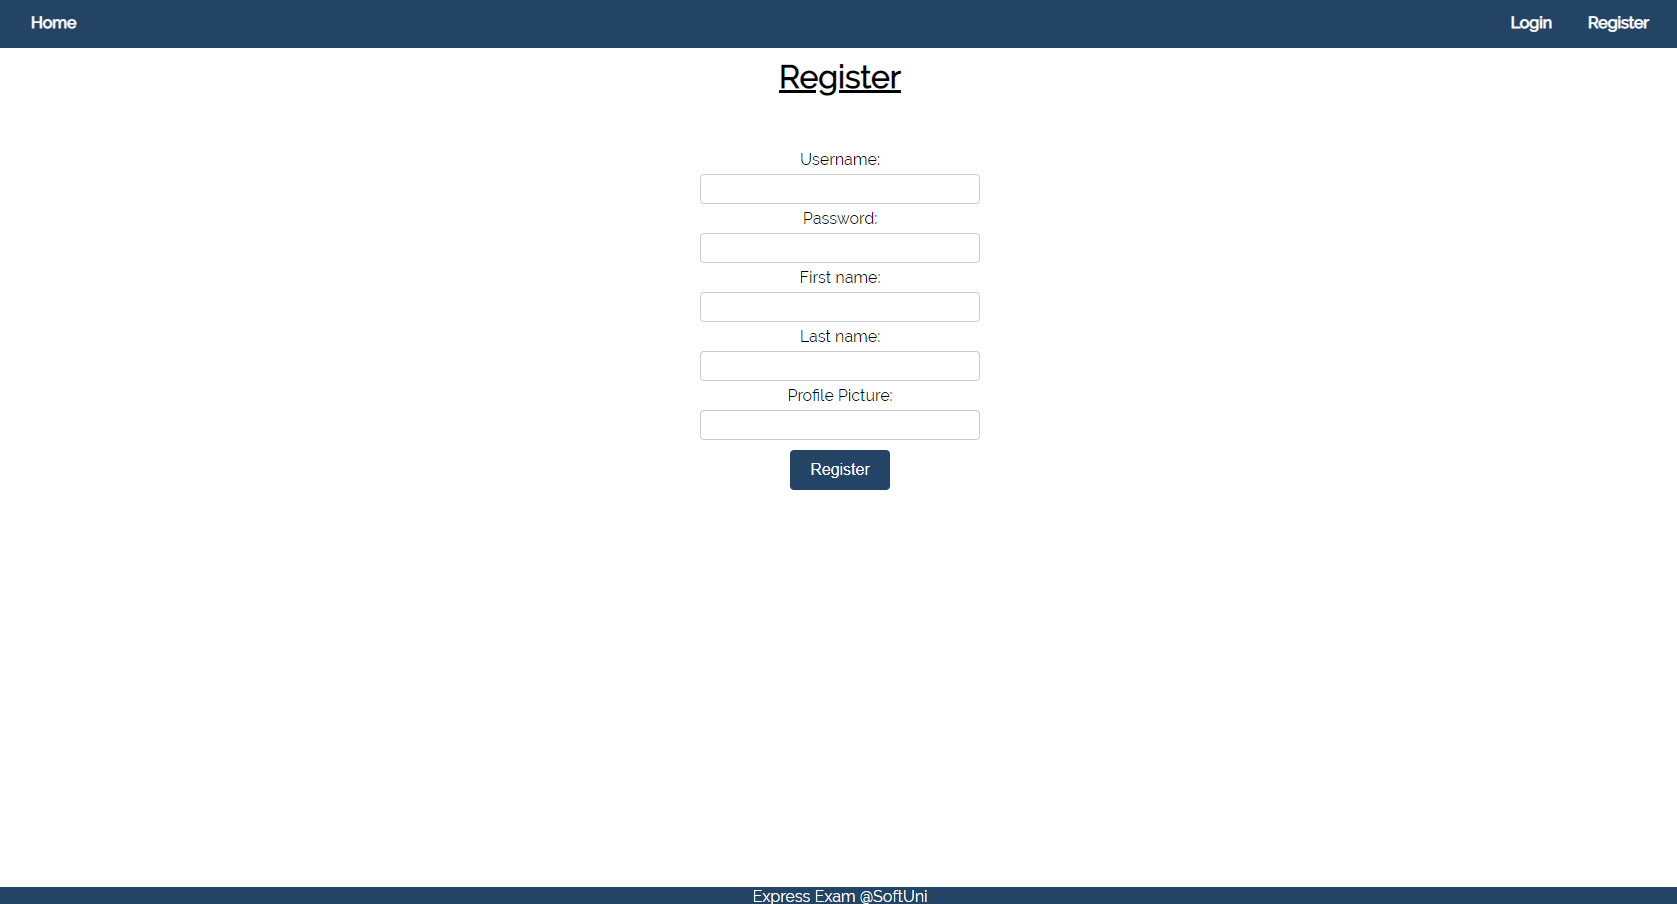 Home Login Register
Register
Username:
Password:
First name:
Last name:
Profile Picture:
Register
Express Exam @SoftUni